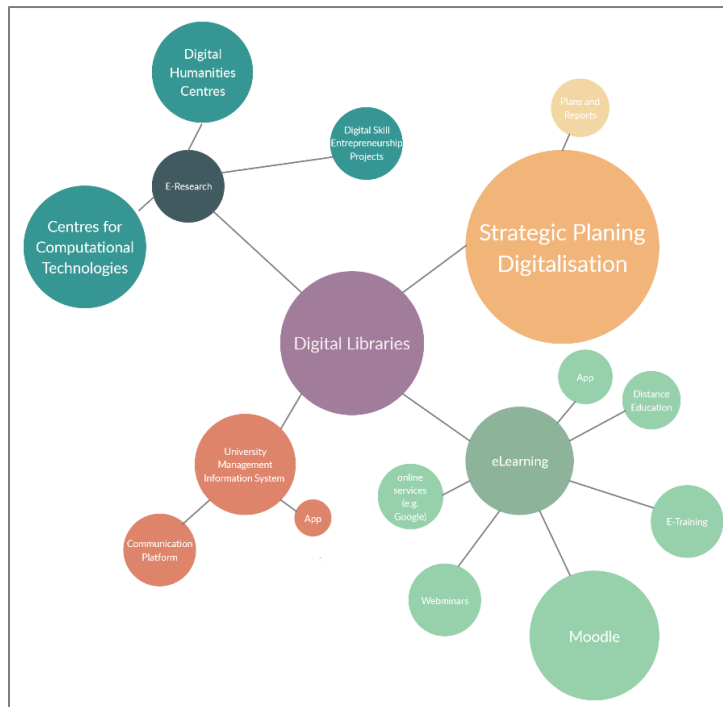 Digital
Humanities
Centres
Plans and
Reports
Digital Skill
Entrepreneurship
Projects
E-Research
Centres for
Computational
Technologies
Strategic Planing
Digitalisation
Digital Libraries
App
Distance
Education
University
Management
Information System
eLearning
online
services
(e.g.
Google)
App
E-Training
Communication
Platform
Webminars
Moodle